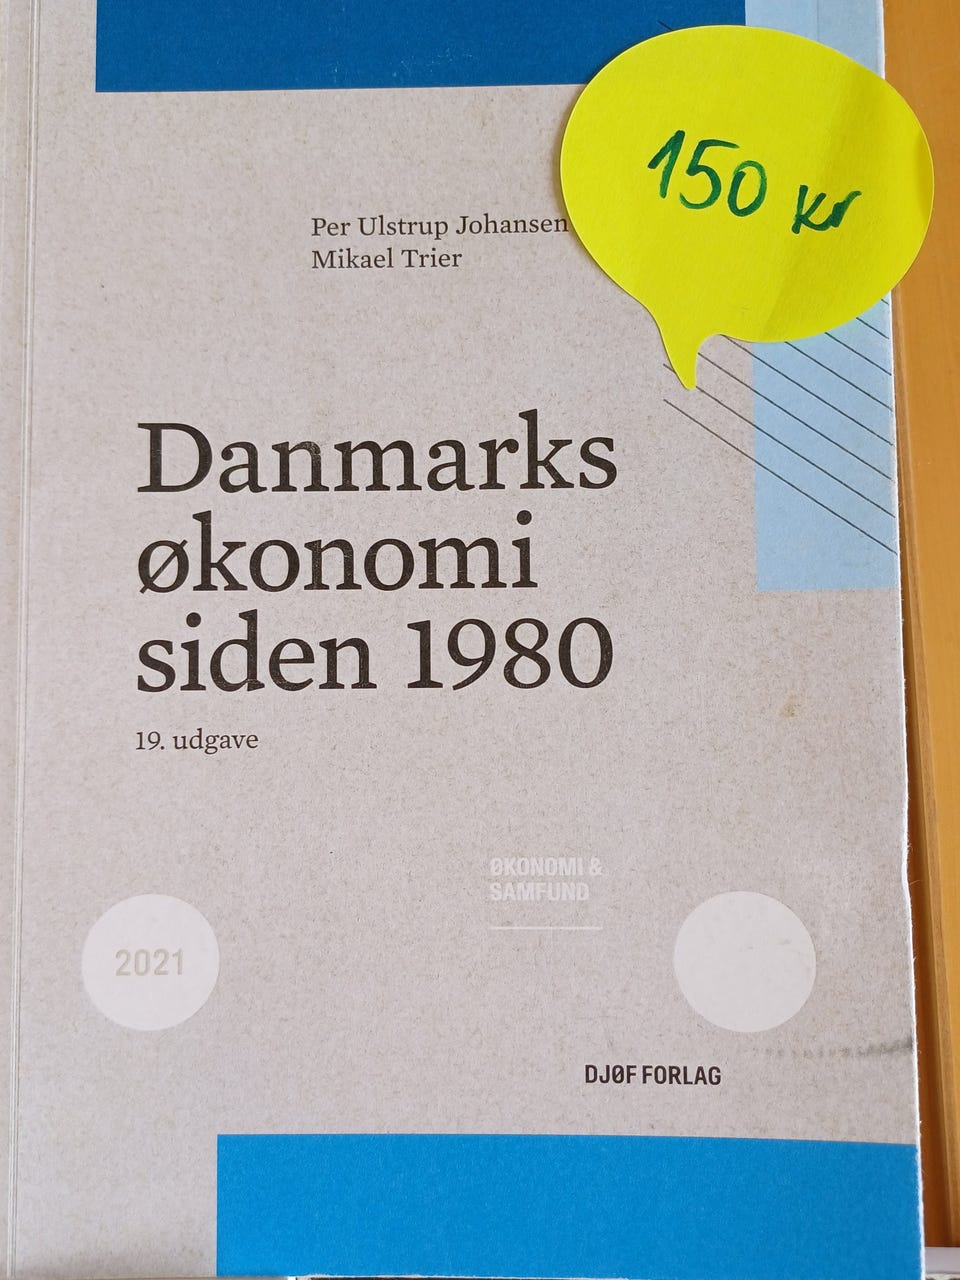 150 kr
Per Ulstrup Johansen
Mikael Trier
Danmarks
økonomi
siden 1980
19. udgave
ØKONOMI &
SAMFUND
2021
DJØF FORLAG